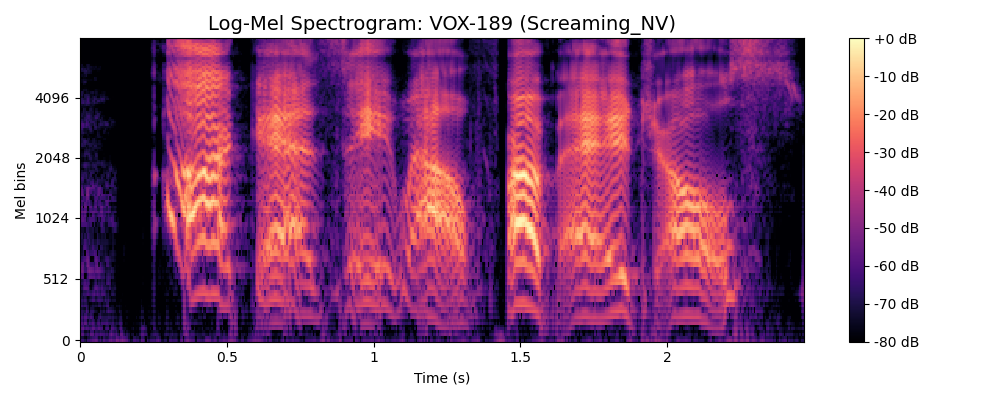 Log-Mel Spectrogram: VOX-189 (Screaming_NV)
+0 dB
-10 dB
-20 dB
-30 dB
-40 dB
-50 dB
-60 dB
-70 dB
-80 dB
Mel bins
4096
2048
1024
512
0
0
0.5
1
1.5
2
Time (s)